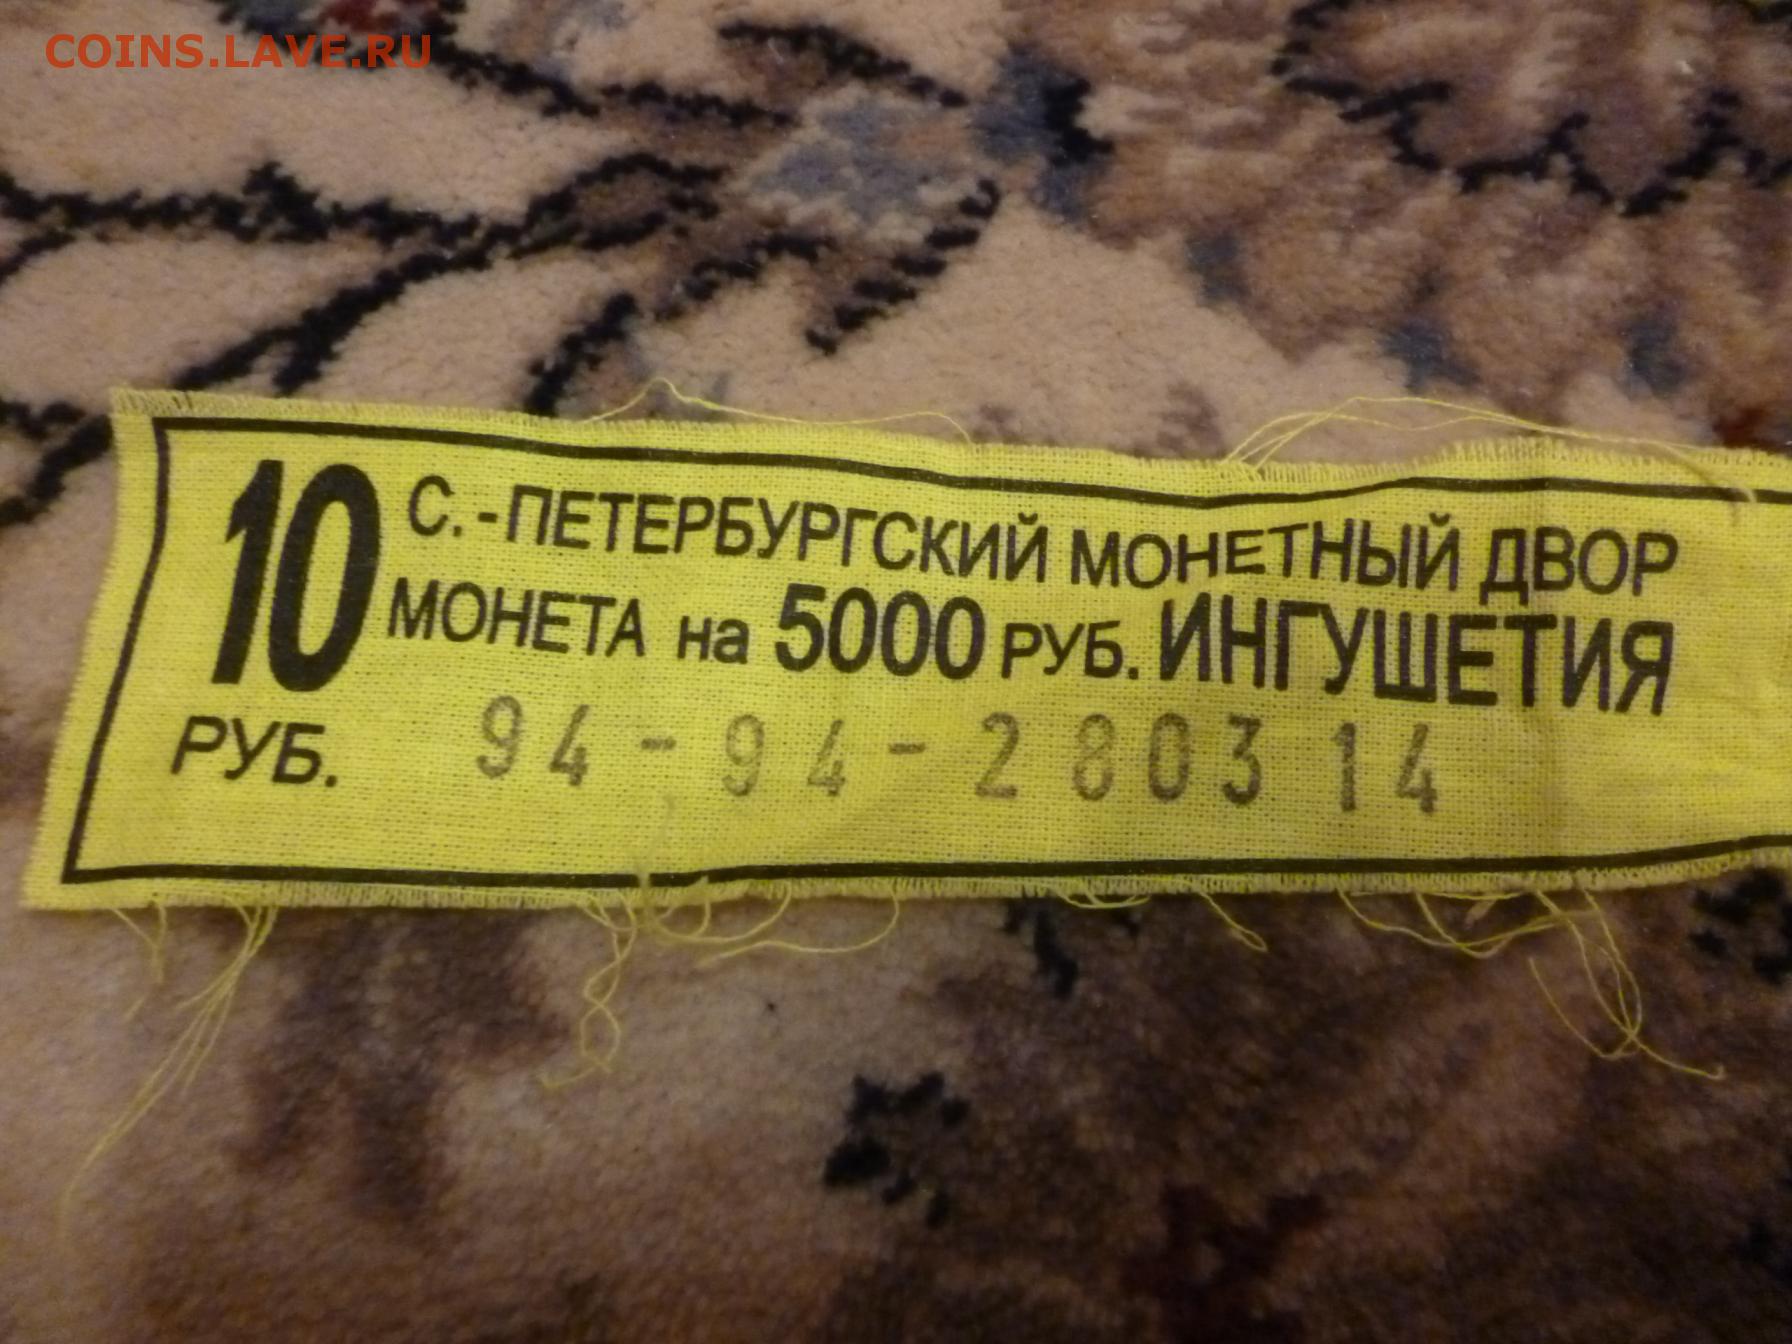 COINS.LAVE.RU
10 С.-ПЕТЕРБУРГСКИЙ МОНЕТНЫЙ ДВОР
МОНЕТА на 5000 РУБ. ИНГУШЕТИЯ
РУБ. 94-94-280314